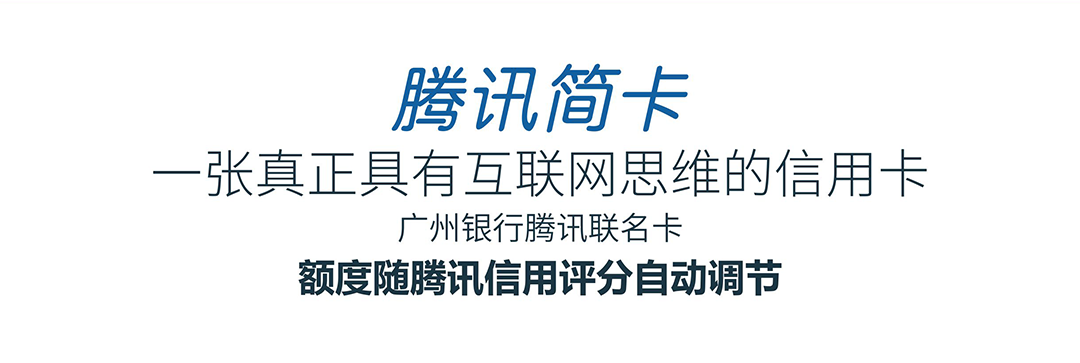 腾讯简卡
一张真正具有互联网思维的信用卡
广州银行腾讯联名卡
额度随腾讯信用评分自动调节